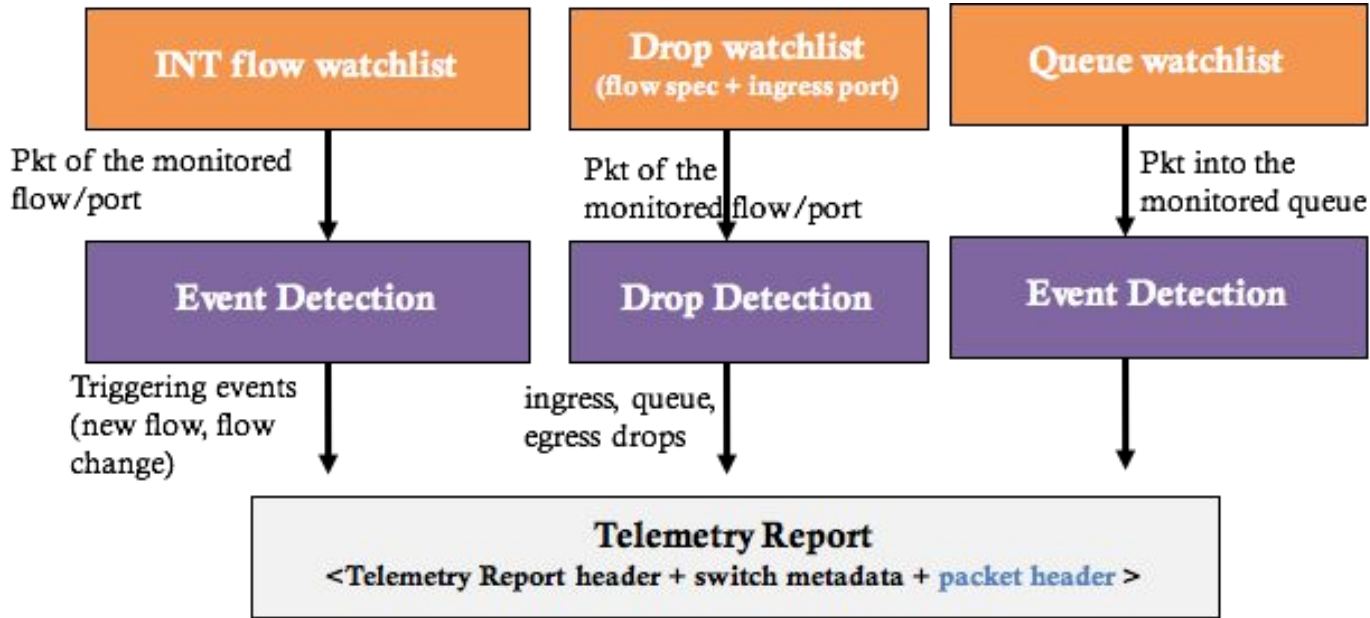 INT flow watchlist
Drop watchlist
(flow spec + ingress port)
Queue watchlist
Pkt of the monitored
flow/port
Pkt of the
monitored flow/port
Pkt into the
monitored queue
Event Detection
Drop Detection
Event Detection
Triggering events
(new flow, flow
change)
ingress, queue,
egress drops
Telemetry Report
<Telemetry Report header + switch metadata + packet header >